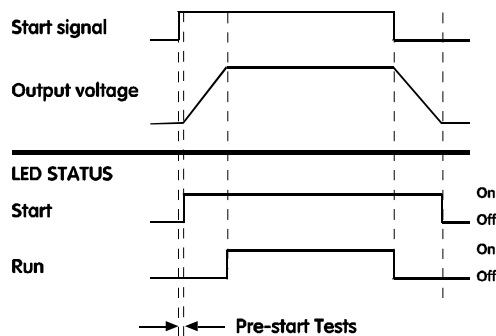 Start signal
Output voltage
LED STATUS
Start
On
Off
Run
On
Off
Pre-start Tests